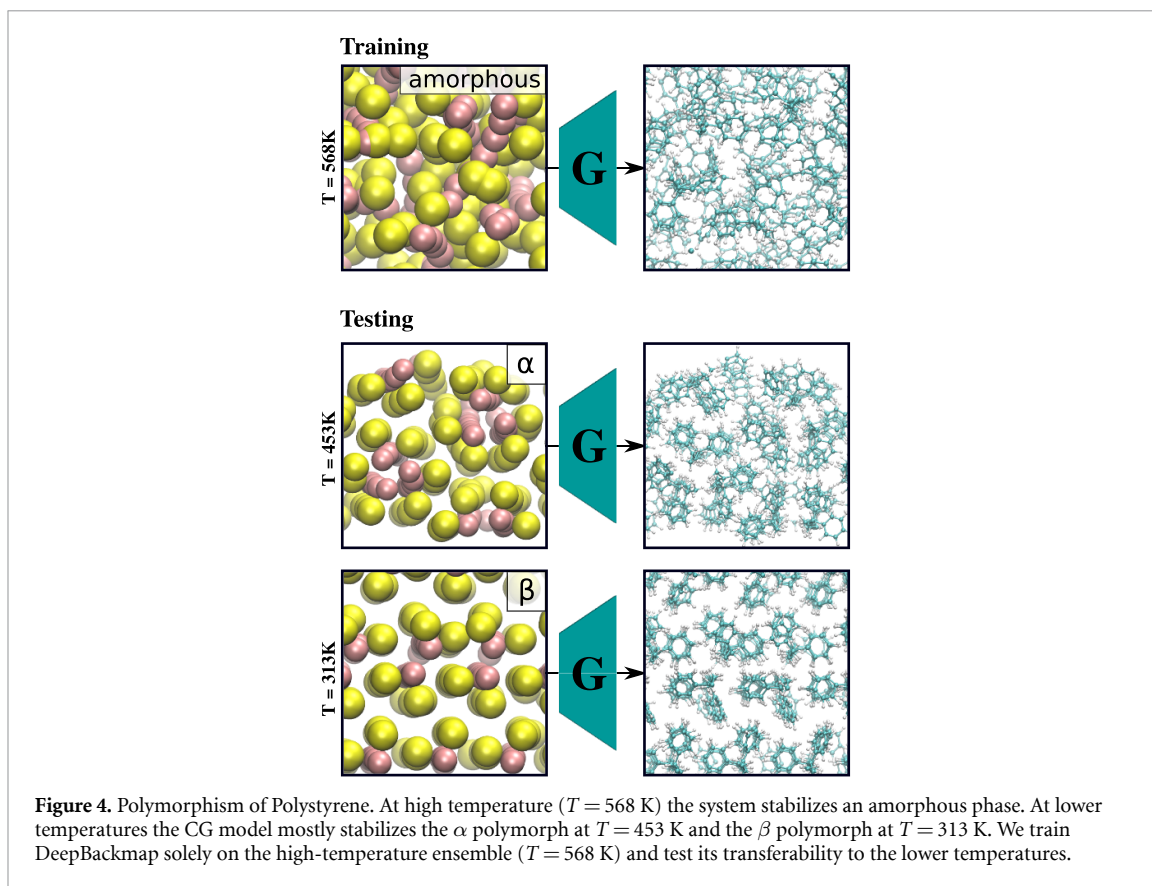 Training
amorphous
T = 568K
G
Testing
α
T = 453K
G
β
T = 313K
G
Figure 4. Polymorphism of Polystyrene. At high temperature (T = 568 K) the system stabilizes an amorphous phase. At lower
temperatures the CG model mostly stabilizes the α polymorph at T = 453 K and the β polymorph at T = 313 K. We train
DeepBackmap solely on the high-temperature ensemble (T = 568 K) and test its transferability to the lower temperatures.